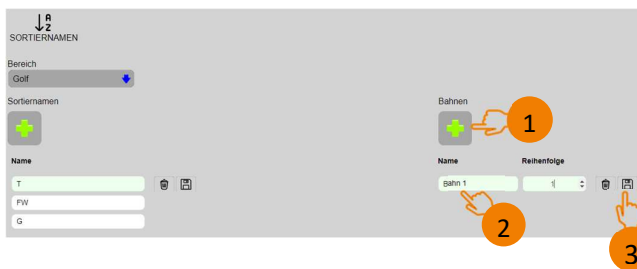 A
Z
SORTIERNAMEN
Bereich
Golf
Sortiernamen
Bahnen
1
Name
Name Reihenfolge
T
Bahn 1 1
FW
G
2
3